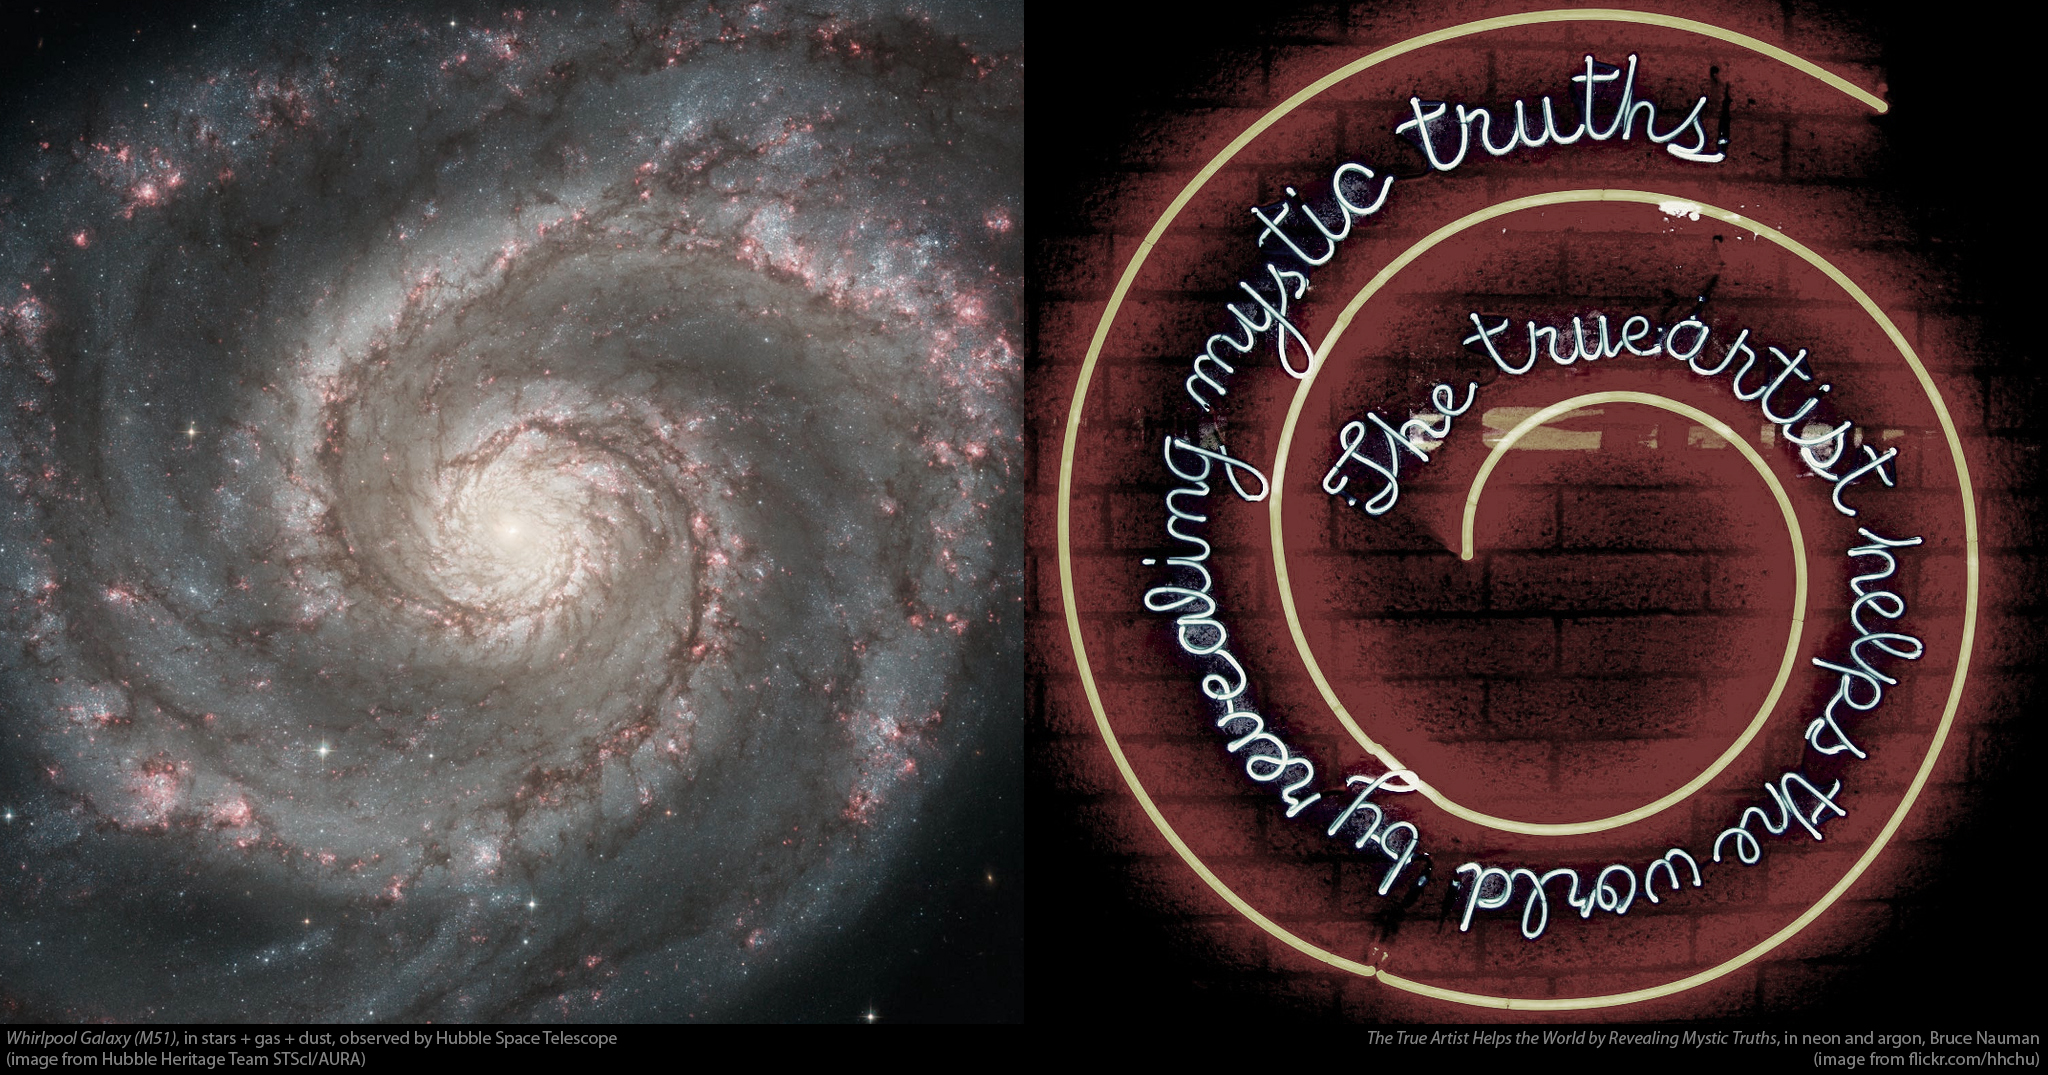 The true artist helps the world by revealing mystic truths
Whirlpool Galaxy (M51), in stars + gas + dust, observed by Hubble Space Telescope
(image from Hubble Heritage Team STScI/AURA)
The True Artist Helps the World by Revealing Mystic Truths, in neon and argon, Bruce Nauman
(image from flickr.com/hhchu)